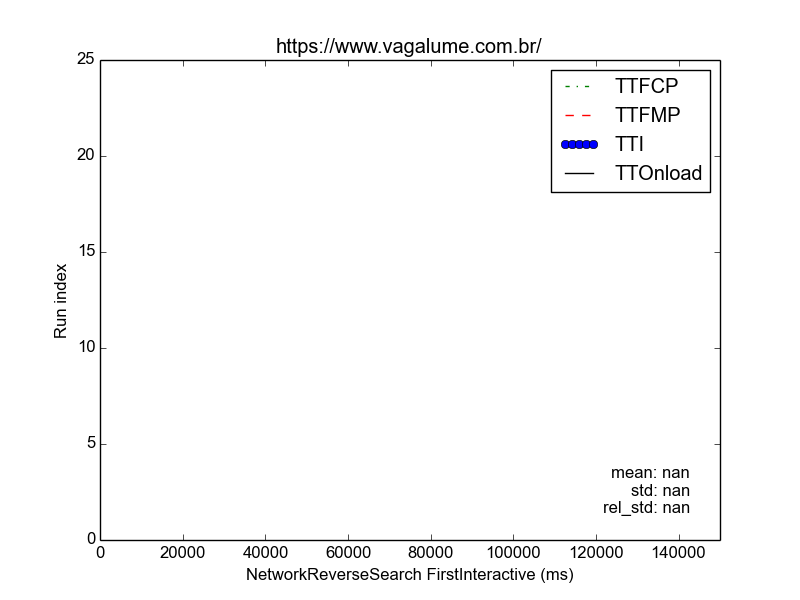 https://www.vagalume.com.br/
25
20
15
10
5
0
Run index
TTFCP
TTFMP
TTI
TTOnload
mean: nan
std: nan
rel_std: nan
0 20000 40000 60000 80000 100000 120000 140000
NetworkReverseSearch FirstInteractive (ms)